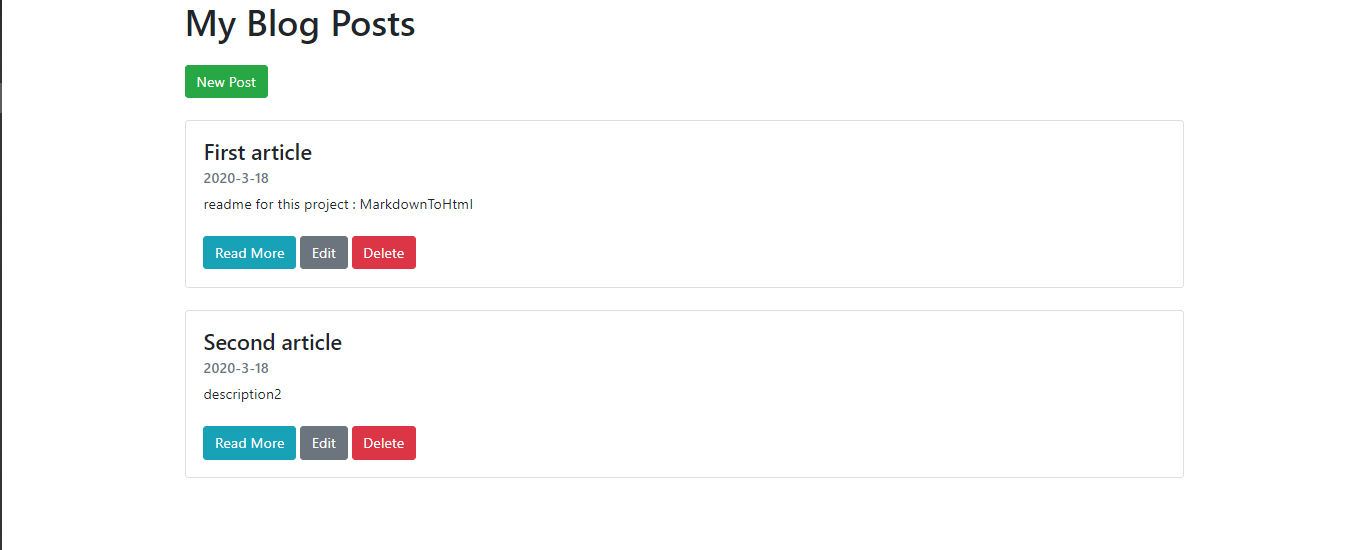 My Blog Posts
New Post
First article
2020-3-18
readme for this project : MarkdownToHtml
Read More Edit Delete
Second article
2020-3-18
description2
Read More Edit Delete